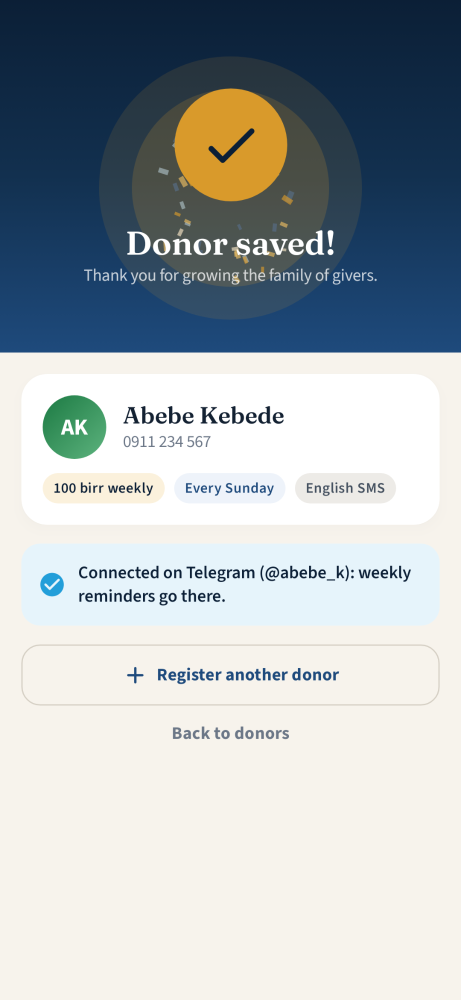 Donor saved!
Thank you for growing the family of givers.
AK
Abebe Kebede
0911 234 567
100 birr weekly
Every Sunday
English SMS
Connected on Telegram (@abebe_k): weekly
reminders go there.
Register another donor
Back to donors